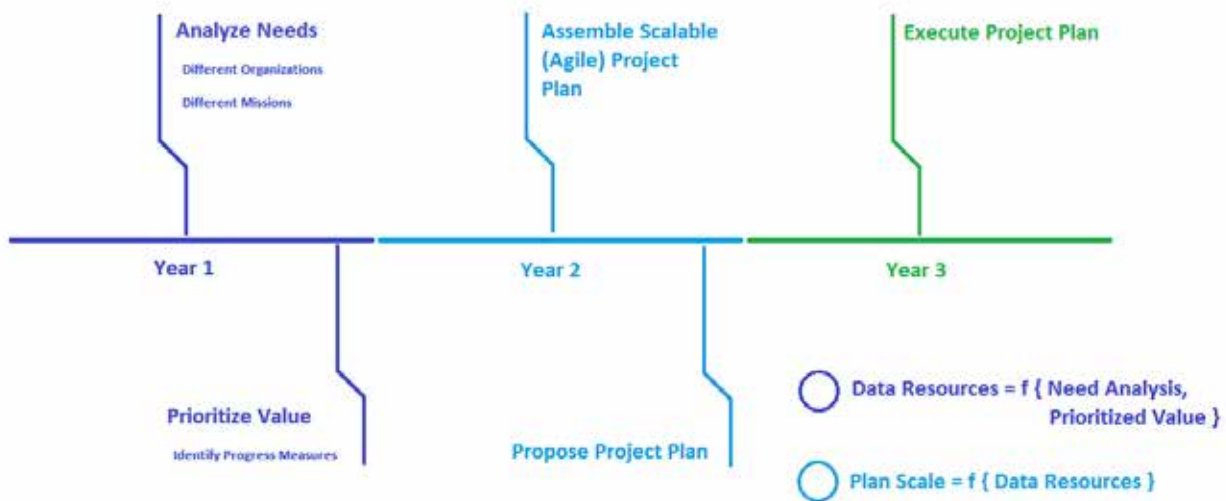 Analyze Needs
Different Organizations
Different Missions
Assemble Scalable
(Agile) Project
Plan
Execute Project Plan
Year 1
Year 2
Year 3
Prioritize Value
Identify Progress Measures
Propose Project Plan
Data Resources = f { Need Analysis,
Prioritized Value }
Plan Scale = f { Data Resources }